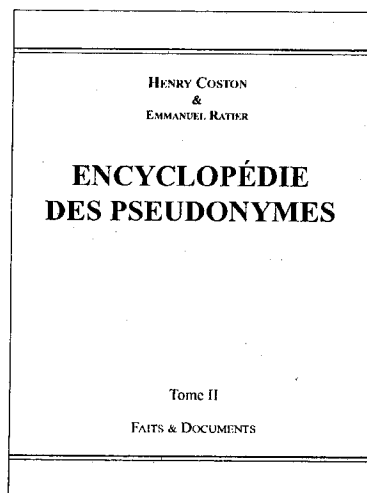 HENRY COSTON
&
EMMANUEL RATIER
ENCYCLOPÉDIE
DES PSEUDONYMES
Tome II
FAITS & DOCUMENTS